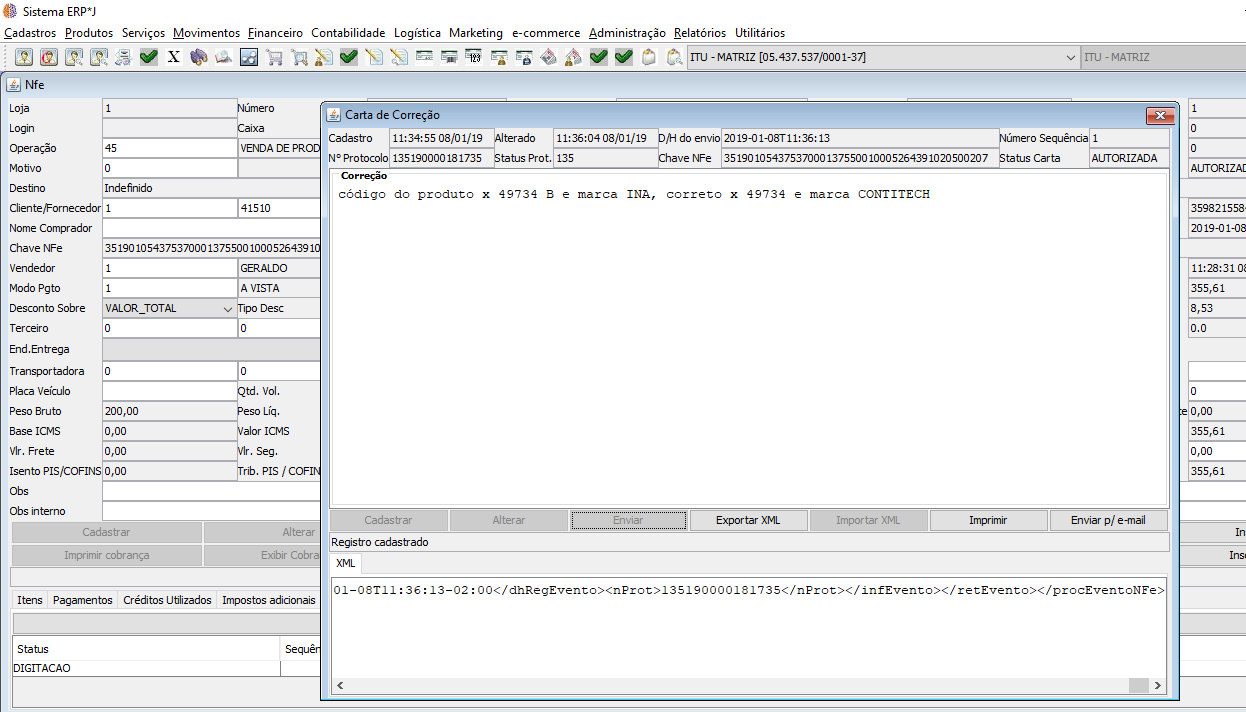 Sistema ERP*J
Cadastros Produtos Serviços Movimentos Financeiro Contabilidade Logística Marketing e-commerce Administração Relatórios Utilitários
X 123 ITU - MATRIZ [05.437.537/0001-37] ITU - MATRIZ
Nfe
Loja 1 Número 1
Login Caixa 0
Operação 45 VENDA DE PROD 0
Motivo 0 AUTORIZAD
Destino Indefinido
Cliente/Fornecedor 1 41510 359821558
Nome Comprador 2019-01-08
Chave NFe 351901054375370001375500100052643910
Vendedor 1 GERALDO 11:28:31 08
Modo Pgto 1 A VISTA 355,61
Desconto Sobre VALOR_TOTAL Tipo Desc 8,53
Terceiro 0 0 0.0
End.Entrega
Transportadora 0 0
Placa Veículo Qtd. Vol. 0
Peso Bruto 200,00 Peso Líq. 0,00
Base ICMS 0,00 Valor ICMS 355,61
Vlr. Frete 0,00 Vlr. Seg. 0,00
Isento PIS/COFINS 0,00 Trib. PIS / COFIN 355,61
Obs
Obs interno
Cadastrar Alterar In
Imprimir cobrança Exibir Cobra Inse
Itens Pagamentos Créditos Utilizados Impostos adicionais
Status Sequên
DIGITACAO
Carta de Correção
Cadastro 11:34:55 08/01/19 Alterado 11:36:04 08/01/19 D/H do envio 2019-01-08T11:36:13 Número Sequência 1
Nº Protocolo 135190000181735 Status Prot. 135 Chave NFe 35190105437537000137550010005264391020500207 Status Carta AUTORIZADA
Correção
código do produto x 49734 B e marca INA, correto x 49734 e marca CONTITECH
Cadastrar Alterar Enviar Exportar XML Importar XML Imprimir Enviar p/ e-mail
Registro cadastrado
XML
01-08T11:36:13-02:00</dhRegEvento><nProt>135190000181735</nProt></infEvento></retEvento></procEventoNFe>